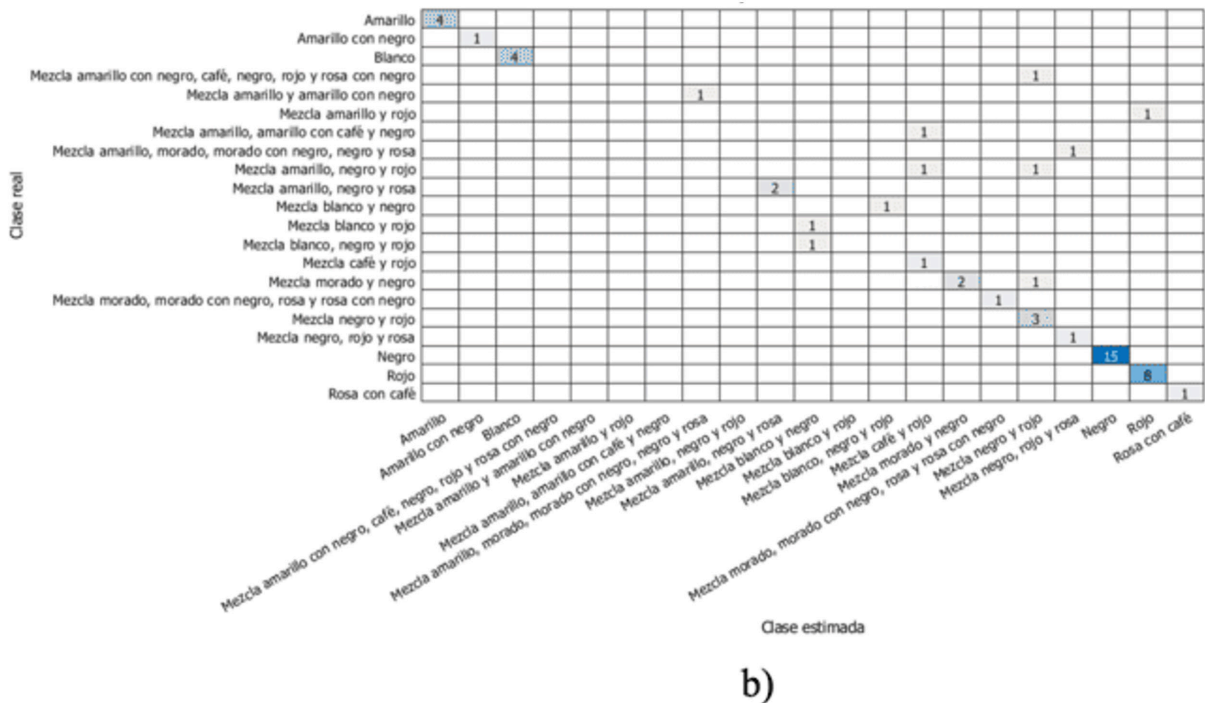 Amarillo 4
Amarillo con negro 1
Blanco 4
Mezcla amarillo con negro, café, negro, rojo y rosa con negro 1
Mezcla amarillo y amarillo con negro 1
Mezcla amarillo y rojo 1
Mezcla amarillo, amarillo con café y negro 1
Mezcla amarillo, morado, morado con negro, negro y rosa 1
Mezcla amarillo, negro y rojo 1 1
Mezcla amarillo, negro y rosa 2
Mezcla blanco y negro 1
Mezcla blanco y rojo 1
Mezcla blanco, negro y rojo 1
Mezcla café y rojo 1
Mezcla morado y negro 2 1
Mezcla morado, morado con negro, rosa y rosa con negro 1
Mezcla negro y rojo 3
Mezcla negro, rojo y rosa 1
Negro 15
Rojo
Rosa con café 1
Clase real
Amarillo
Amarillo con negro
Blanco
Mezcla amarillo con negro, café, negro, rojo y rosa con negro
Mezcla amarillo y amarillo con negro
Mezcla amarillo y rojo
Mezcla amarillo, amarillo con café y negro
Mezcla amarillo, morado, morado con negro, negro y rosa
Mezcla amarillo, negro y rojo
Mezcla amarillo, negro y rosa
Mezcla blanco y negro
Mezcla blanco y rojo
Mezcla blanco, negro y rojo
Mezcla café y rojo
Mezcla morado y negro
Mezcla morado, morado con negro, rosa y rosa con negro
Mezcla negro y rojo
Mezcla negro, rojo y rosa
Negro
Rojo
Rosa con café
Clase estimada
b)